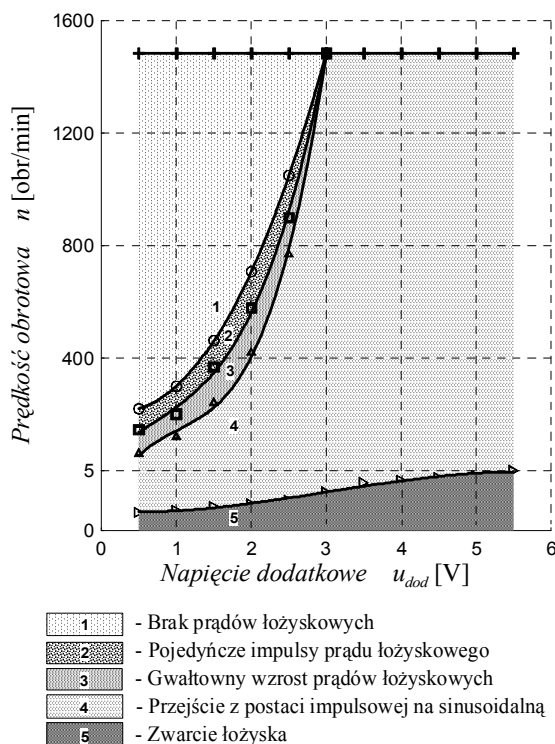 1600
1200
800
400
5
0
Prędkość obrotowa n [obr/min]
1
2
3
4
5
0 1 2 3 4 5 6
Napięcie dodatkowe u_dod [V]
1 - Brak prądów łożyskowych
2 - Pojedyńcze impulsy prądu łożyskowego
3 - Gwałtowny wzrost prądów łożyskowych
4 - Przejście z postaci impulsowej na sinusoidalną
5 - Zwarcie łożyska